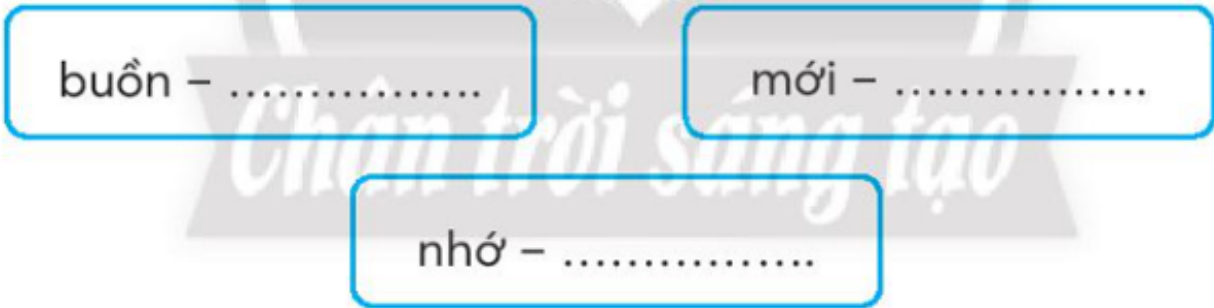 buồn – ................
mới – ................
Chân trời sáng tạo
nhớ – ................